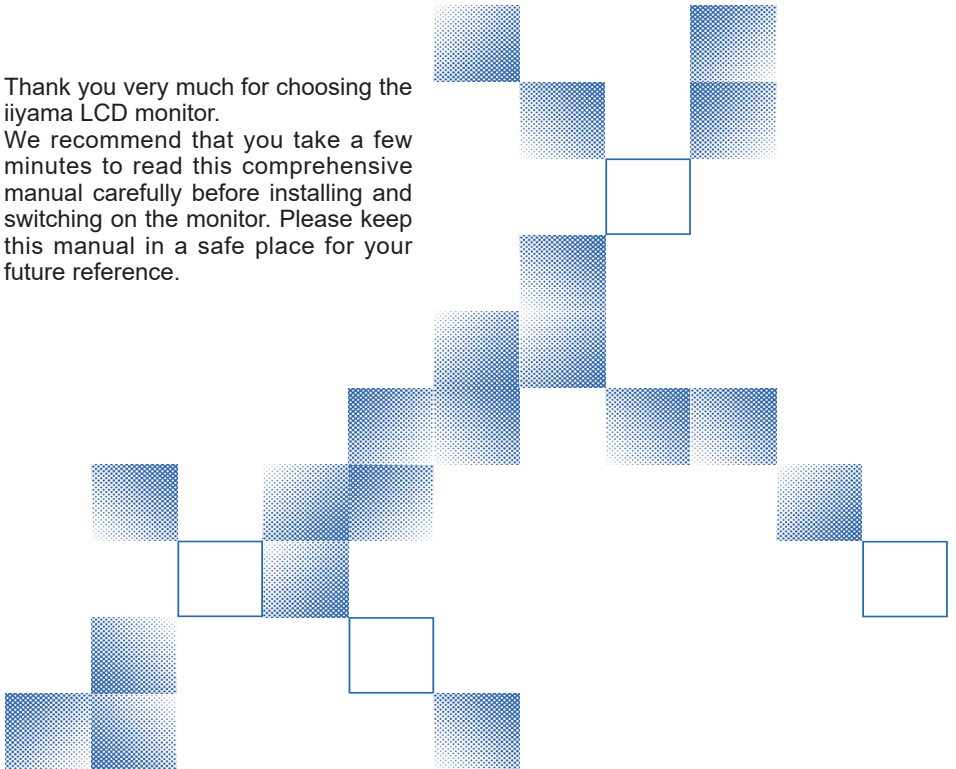 Thank you very much for choosing the
iiyama LCD monitor.
We recommend that you take a few
minutes to read this comprehensive
manual carefully before installing and
switching on the monitor. Please keep
this manual in a safe place for your
future reference.